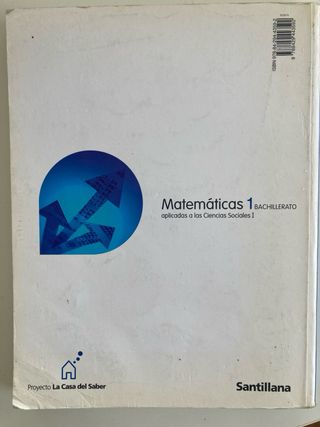 Matemáticas 1 BACHILLERATO
aplicadas a las Ciencias Sociales I
Proyecto La Casa del Saber
Santillana